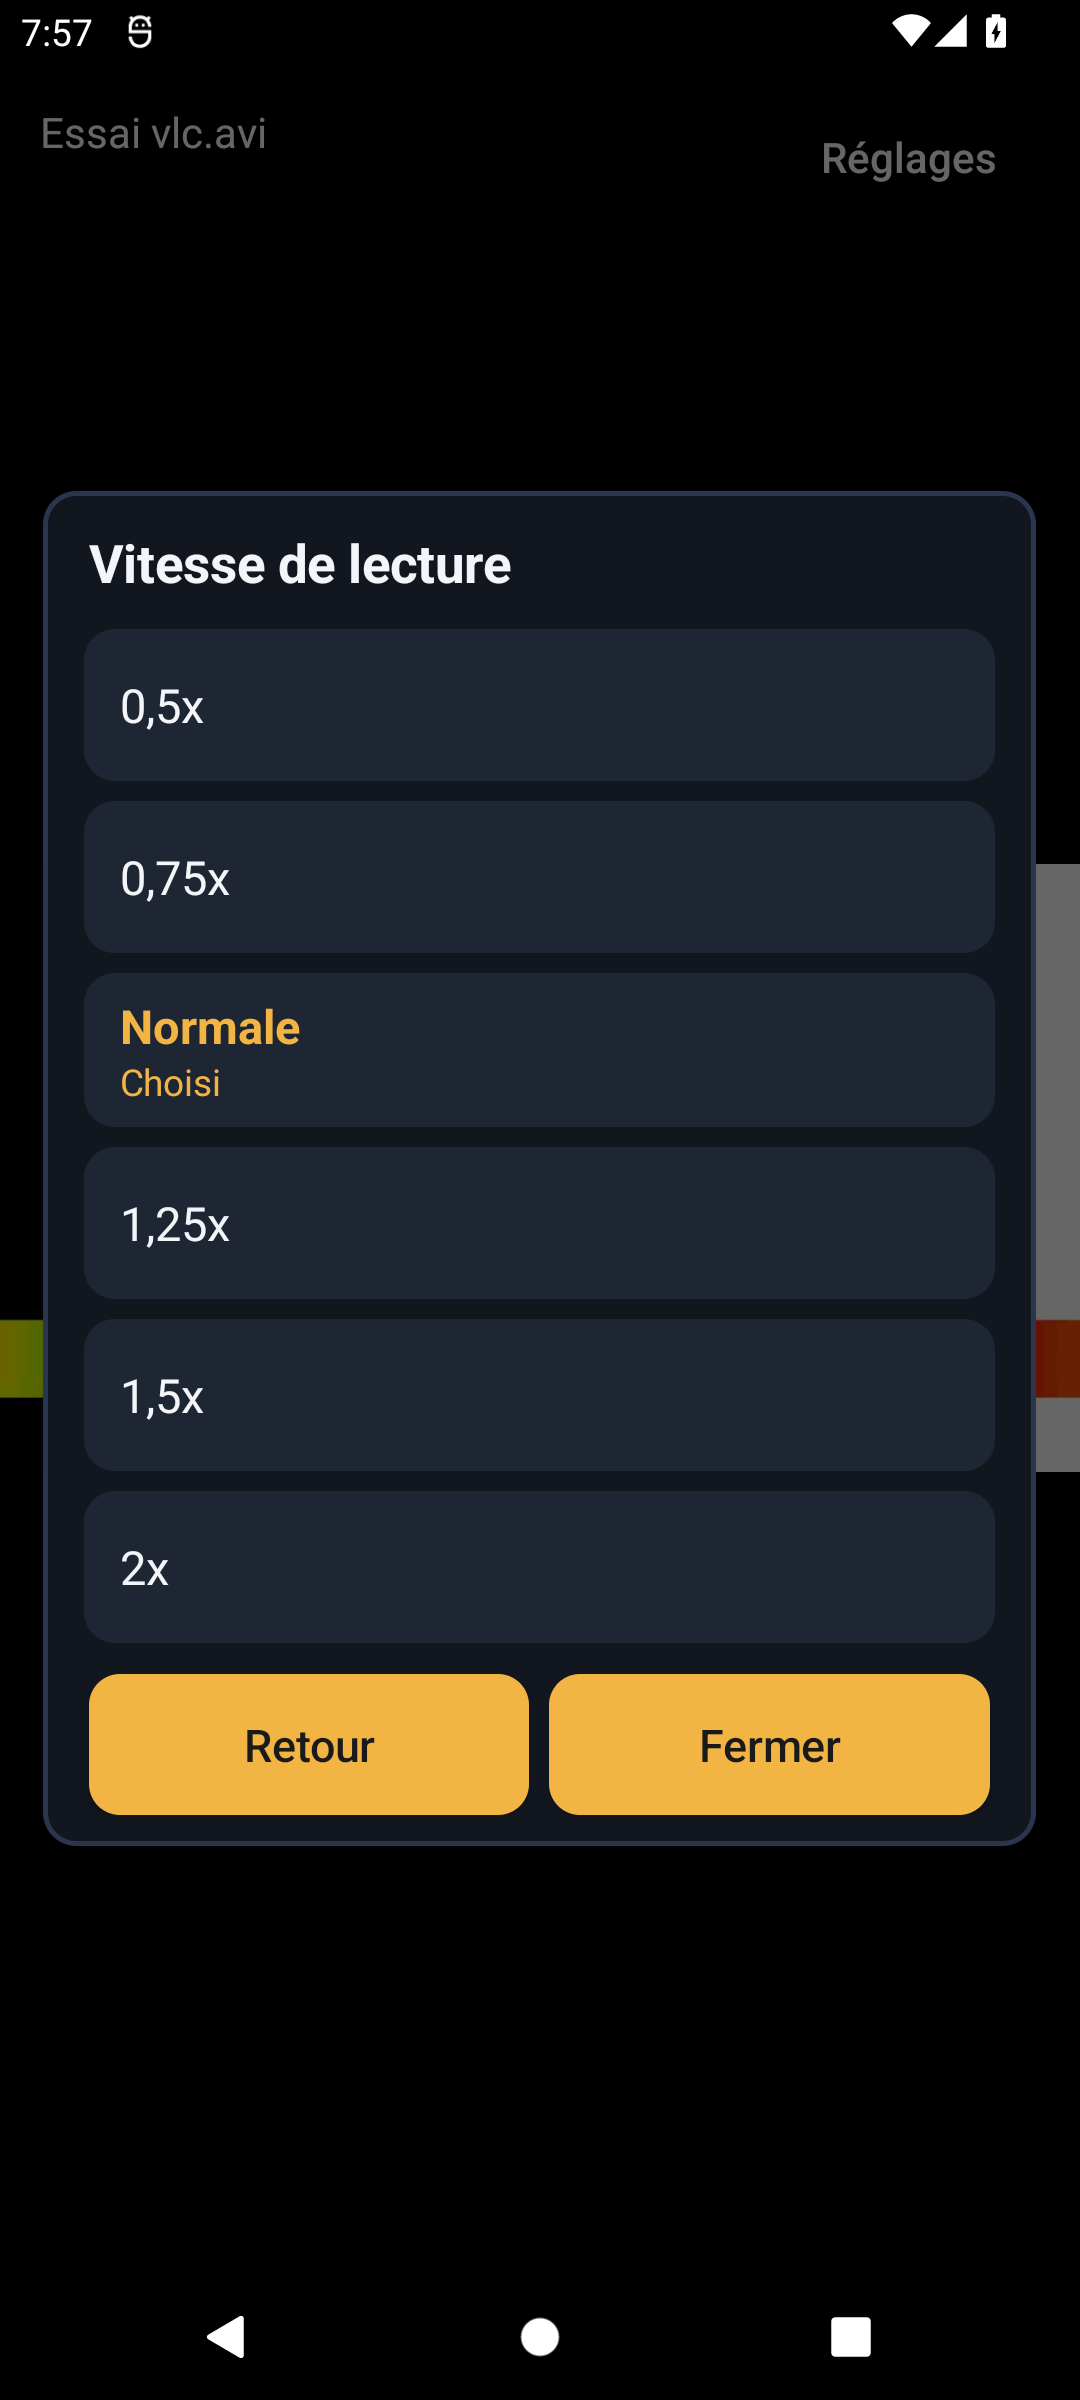 7:57
Essai vlc.avi
Réglages
Vitesse de lecture
0,5x
0,75x
Normale
Choisi
1,25x
1,5x
2x
Retour
Fermer